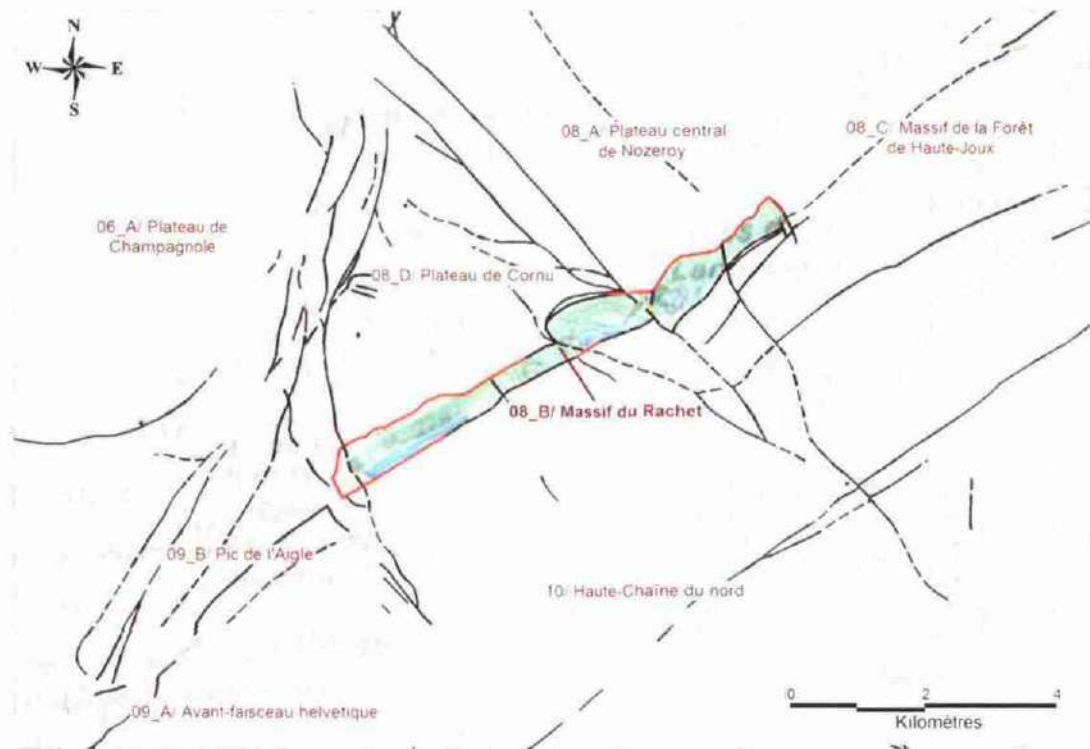 N
W E
S
08_A/ Plateau central
de Nozeroy
08_C/ Massif de la Forêt
de Haute-Joux
06_A/ Plateau de
Champagnole
08_D/ Plateau de Cornu
08_B/ Massif du Rachet
09_B/ Pic de l'Aigle
10/ Haute-Chaîne du nord
09_A/ Avant-faisceau helvetique
0 2 4
Kilomètres